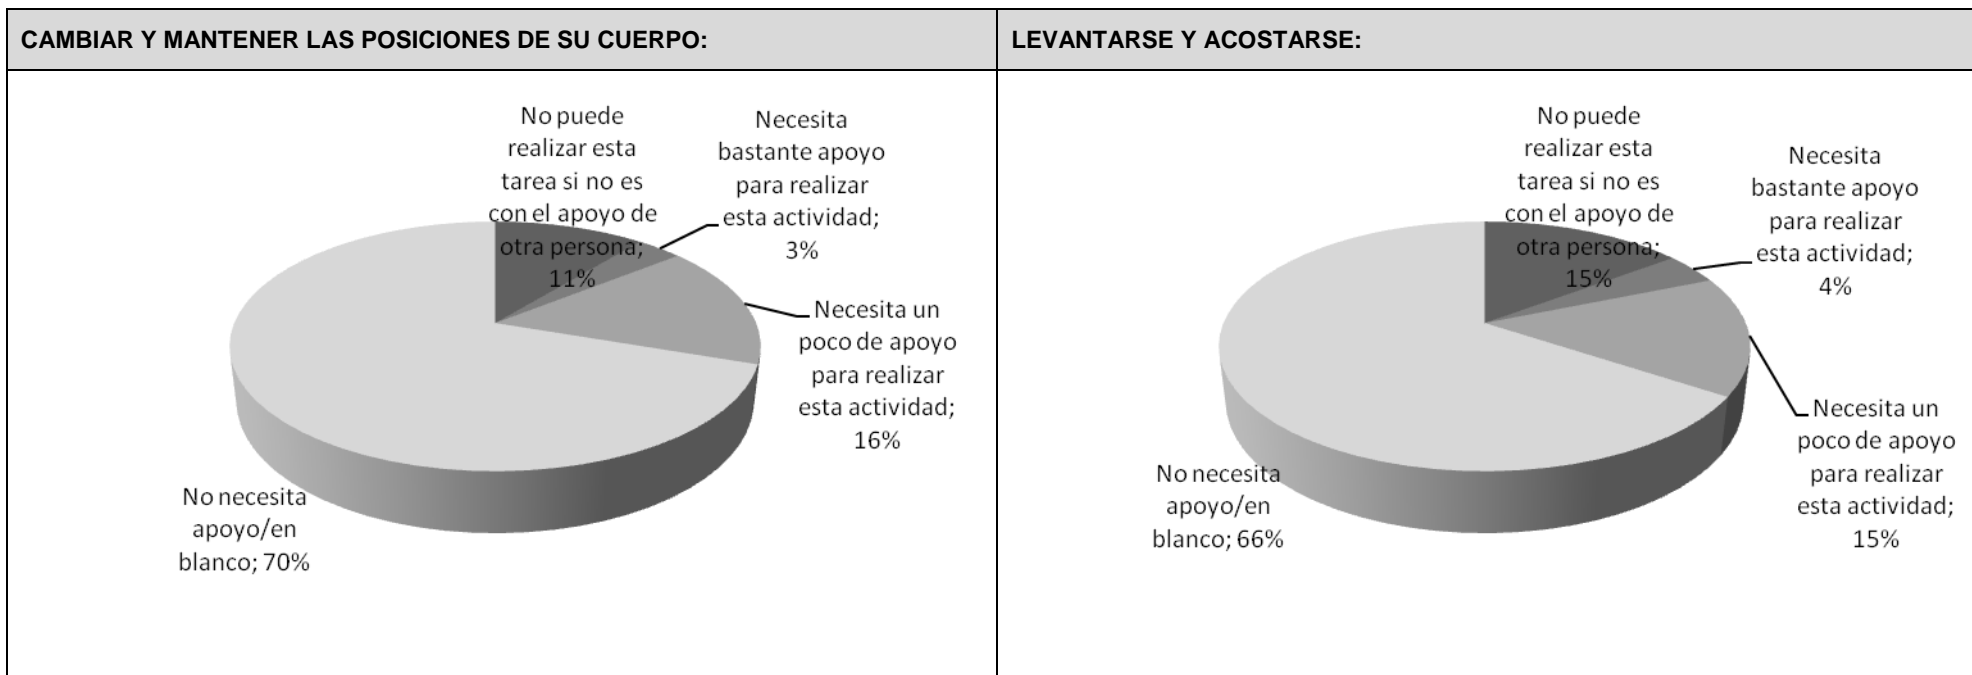 CAMBIAR Y MANTENER LAS POSICIONES DE SU CUERPO:
No puede
realizar esta
tarea si no es
con el apoyo de
otra persona;
11%
Necesita
bastante apoyo
para realizar
esta actividad;
3%
Necesita un
poco de apoyo
para realizar
esta actividad;
16%
No necesita
apoyo/en
blanco; 70%
LEVANTARSE Y ACOSTARSE:
No puede
realizar esta
tarea si no es
con el apoyo de
otra persona;
15%
Necesita
bastante apoyo
para realizar
esta actividad;
4%
Necesita un
poco de apoyo
para realizar
esta actividad;
15%
No necesita
apoyo/en
blanco; 66%